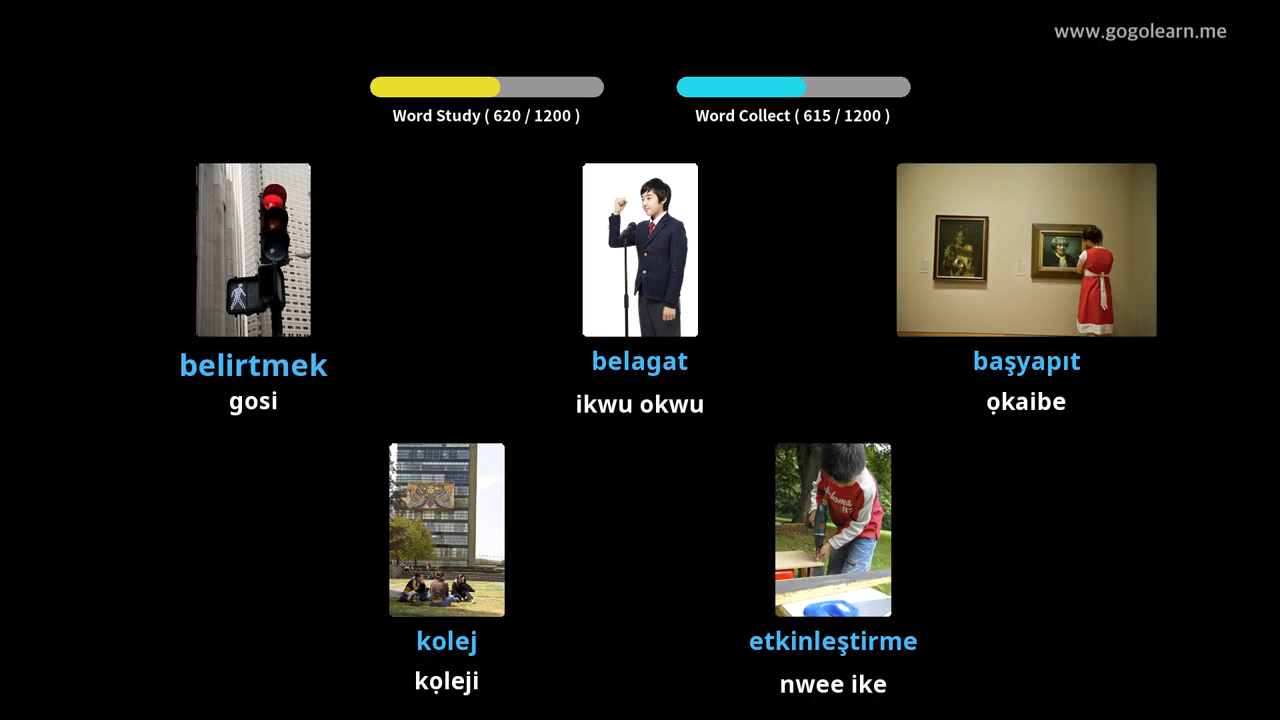 www.gogolearn.me
Word Study ( 620 / 1200 )
Word Collect ( 615 / 1200 )
belirtmek
gosi
belagat
ikwu okwu
başyapıt
ọkaibe
kolej
kọleji
etkinleştirme
nwee ike